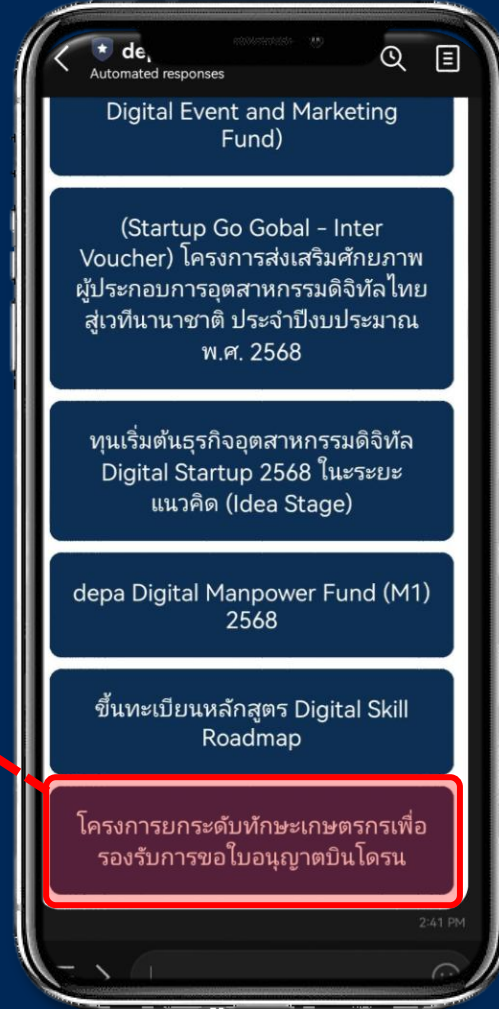 de
Automated responses
Digital Event and Marketing
Fund)
(Startup Go Gobal – Inter
Voucher) โครงการส่งเสริมศักยภาพ
ผู้ประกอบการอุตสาหกรรมดิจิทัลไทย
สู่เวทีนานาชาติ ประจำปีงบประมาณ
พ.ศ. 2568
ทุนเริ่มต้นธุรกิจอุตสาหกรรมดิจิทัล
Digital Startup 2568 ในะระยะ
แนวคิด (Idea Stage)
depa Digital Manpower Fund (M1)
2568
ขึ้นทะเบียนหลักสูตร Digital Skill
Roadmap
โครงการยกระดับทักษะเกษตรกรเพื่อ
รองรับการขอใบอนุญาตบินโดรน
2:41 PM